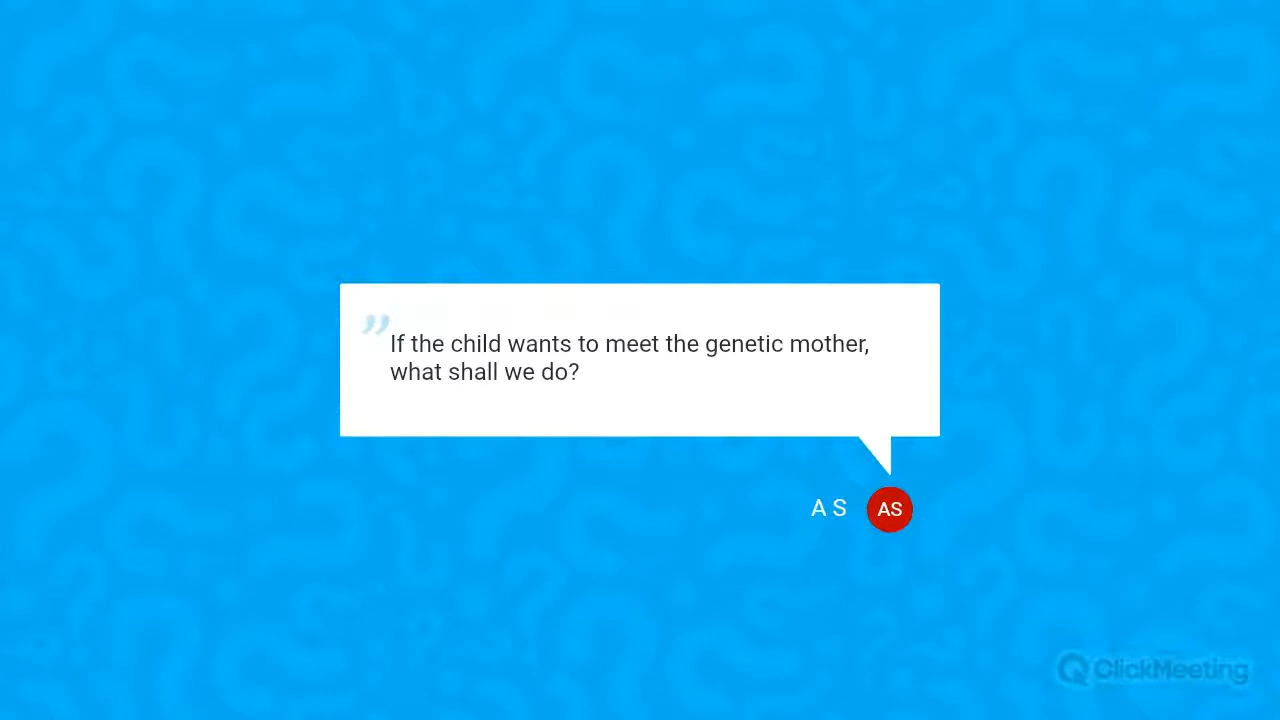 If the child wants to meet the genetic mother,
what shall we do?
A S
AS
ClickMeeting